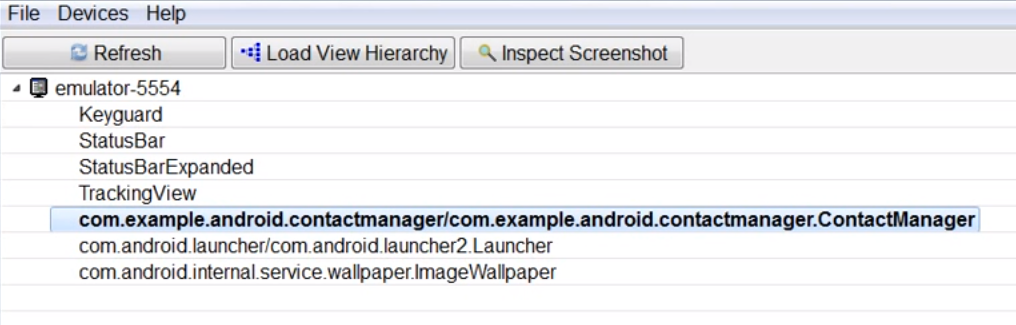 File Devices Help
Refresh Load View Hierarchy Inspect Screenshot
emulator-5554
Keyguard
StatusBar
StatusBarExpanded
TrackingView
com.example.android.contactmanager/com.example.android.contactmanager.ContactManager
com.android.launcher/com.android.launcher2.Launcher
com.android.internal.service.wallpaper.ImageWallpaper